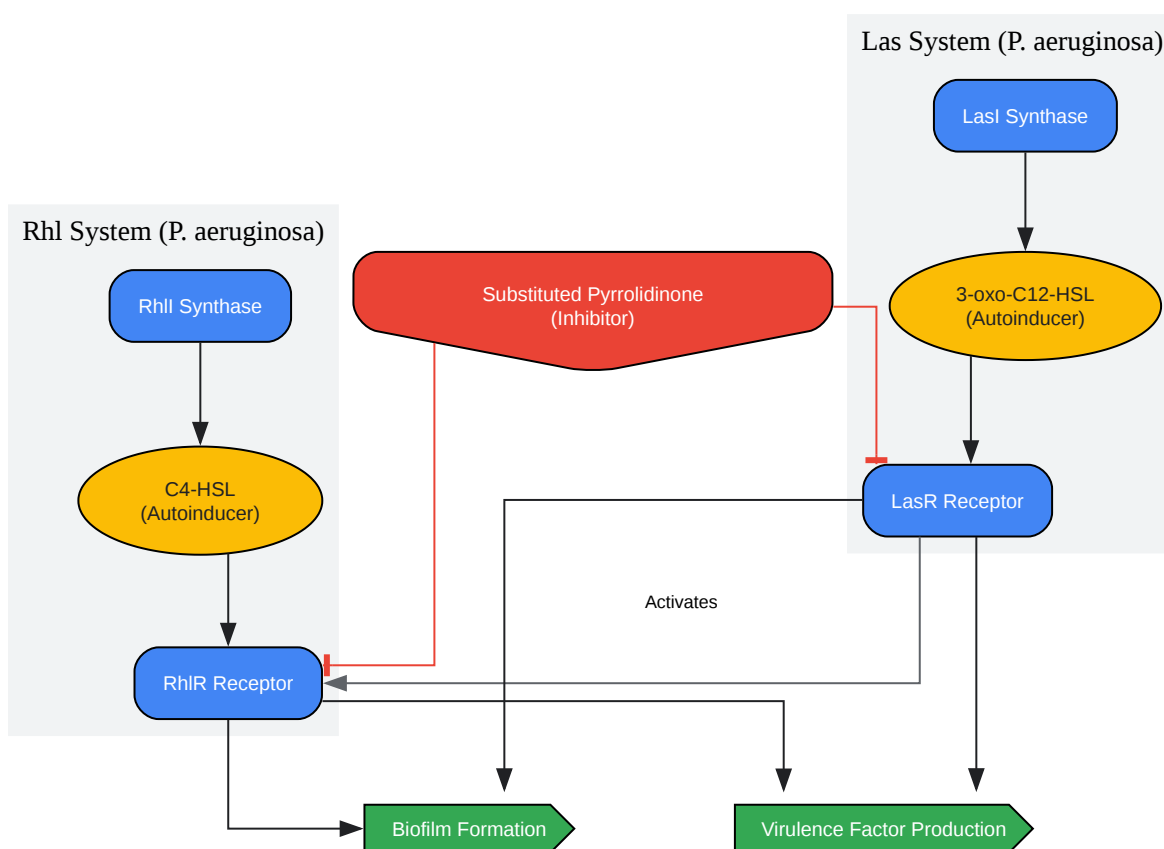 Las System (P. aeruginosa)
LasI Synthase
Rhl System (P. aeruginosa)
RhlI Synthase
Substituted Pyrrolidinone
(Inhibitor)
3-oxo-C12-HSL
(Autoinducer)
C4-HSL
(Autoinducer)
LasR Receptor
Activates
RhlR Receptor
Biofilm Formation
Virulence Factor Production